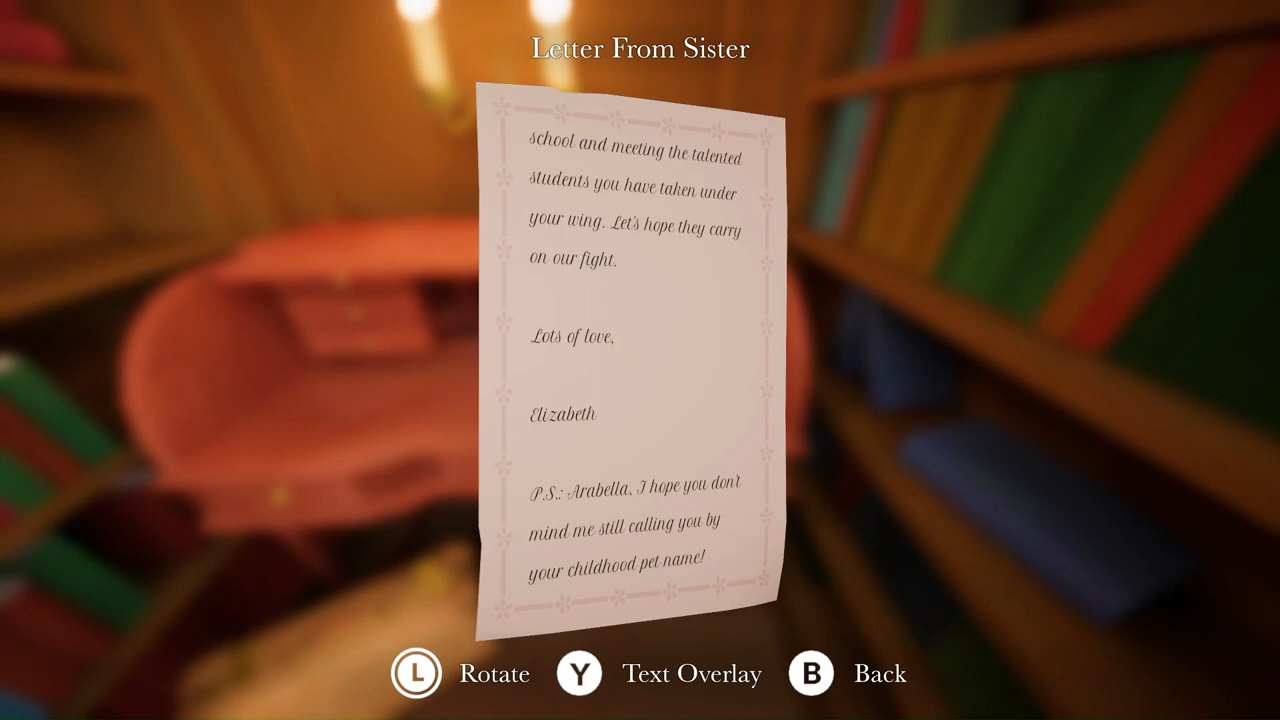 Letter From Sister
school and meeting the talented
students you have taken under
your wing. Let's hope they carry
on our fight.
Lots of love,
Elizabeth
P.S.: Arabella, I hope you don't
mind me still calling you by
your childhood pet name!
L Rotate Y Text Overlay B Back